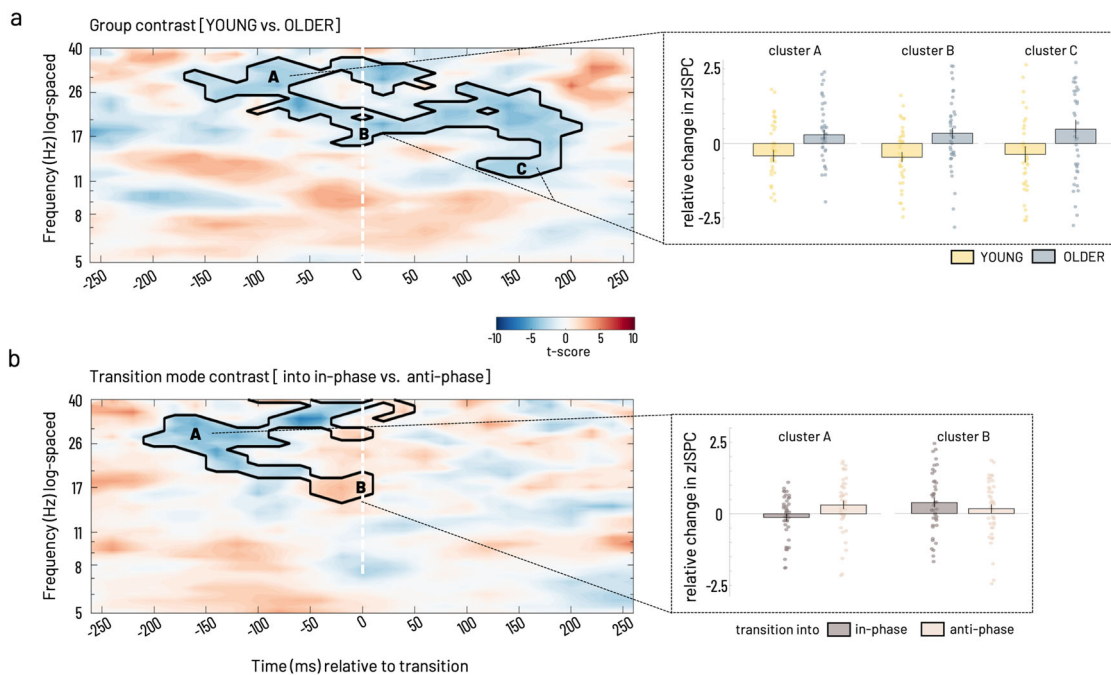 a
Group contrast [YOUNG vs. OLDER]
Frequency (Hz) log-spaced
40
26
17
11
8
5
A
B
C
-250
-200
-150
-100
-50
0
50
100
150
200
250
cluster A
cluster B
cluster C
relative change in zISPC
2.5
0
-2.5
YOUNG
OLDER
-10
-5
0
5
10
t-score
b
Transition mode contrast [ into in-phase vs. anti-phase]
Frequency (Hz) log-spaced
40
26
17
11
8
5
A
B
-250
-200
-150
-100
-50
0
50
100
150
200
250
Time (ms) relative to transition
cluster A
cluster B
relative change in zISPC
2.5
0
-2.5
transition into in-phase anti-phase